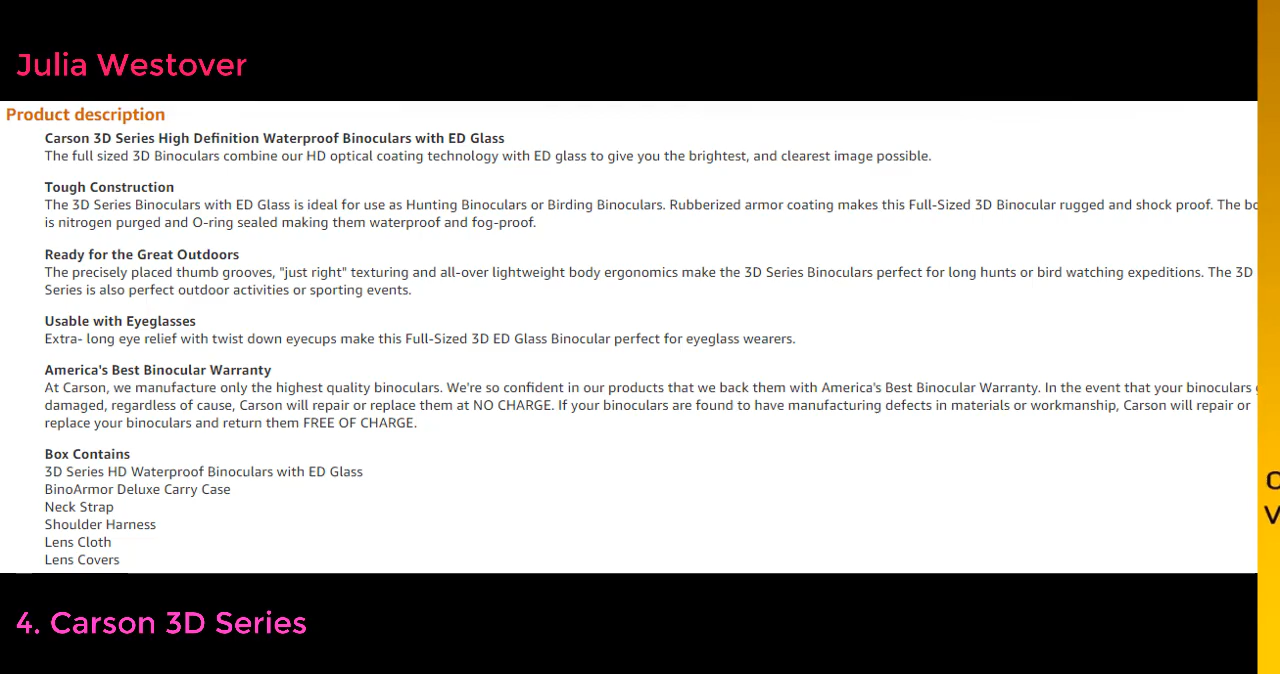 Julia Westover
Product description
Carson 3D Series High Definition Waterproof Binoculars with ED Glass
The full sized 3D Binoculars combine our HD optical coating technology with ED glass to give you the brightest, and clearest image possible.
Tough Construction
The 3D Series Binoculars with ED Glass is ideal for use as Hunting Binoculars or Birding Binoculars. Rubberized armor coating makes this Full-Sized 3D Binocular rugged and shock proof. The
is nitrogen purged and O-ring sealed making them waterproof and fog-proof.
Ready for the Great Outdoors
The precisely placed thumb grooves, "just right" texturing and all-over lightweight body ergonomics make the 3D Series Binoculars perfect for long hunts or bird watching expeditions. The 3D
Series is also perfect outdoor activities or sporting events.
Usable with Eyeglasses
Extra- long eye relief with twist down eyecups make this Full-Sized 3D ED Glass Binocular perfect for eyeglass wearers.
America's Best Binocular Warranty
At Carson, we manufacture only the highest quality binoculars. We're so confident in our products that we back them with America's Best Binocular Warranty. In the event that your binoculars
damaged, regardless of cause, Carson will repair or replace them at NO CHARGE. If your binoculars are found to have manufacturing defects in materials or workmanship, Carson will repair or
replace your binoculars and return them FREE OF CHARGE.
Box Contains
3D Series HD Waterproof Binoculars with ED Glass
BinoArmor Deluxe Carry Case
Neck Strap
Shoulder Harness
Lens Cloth
Lens Covers
4. Carson 3D Series